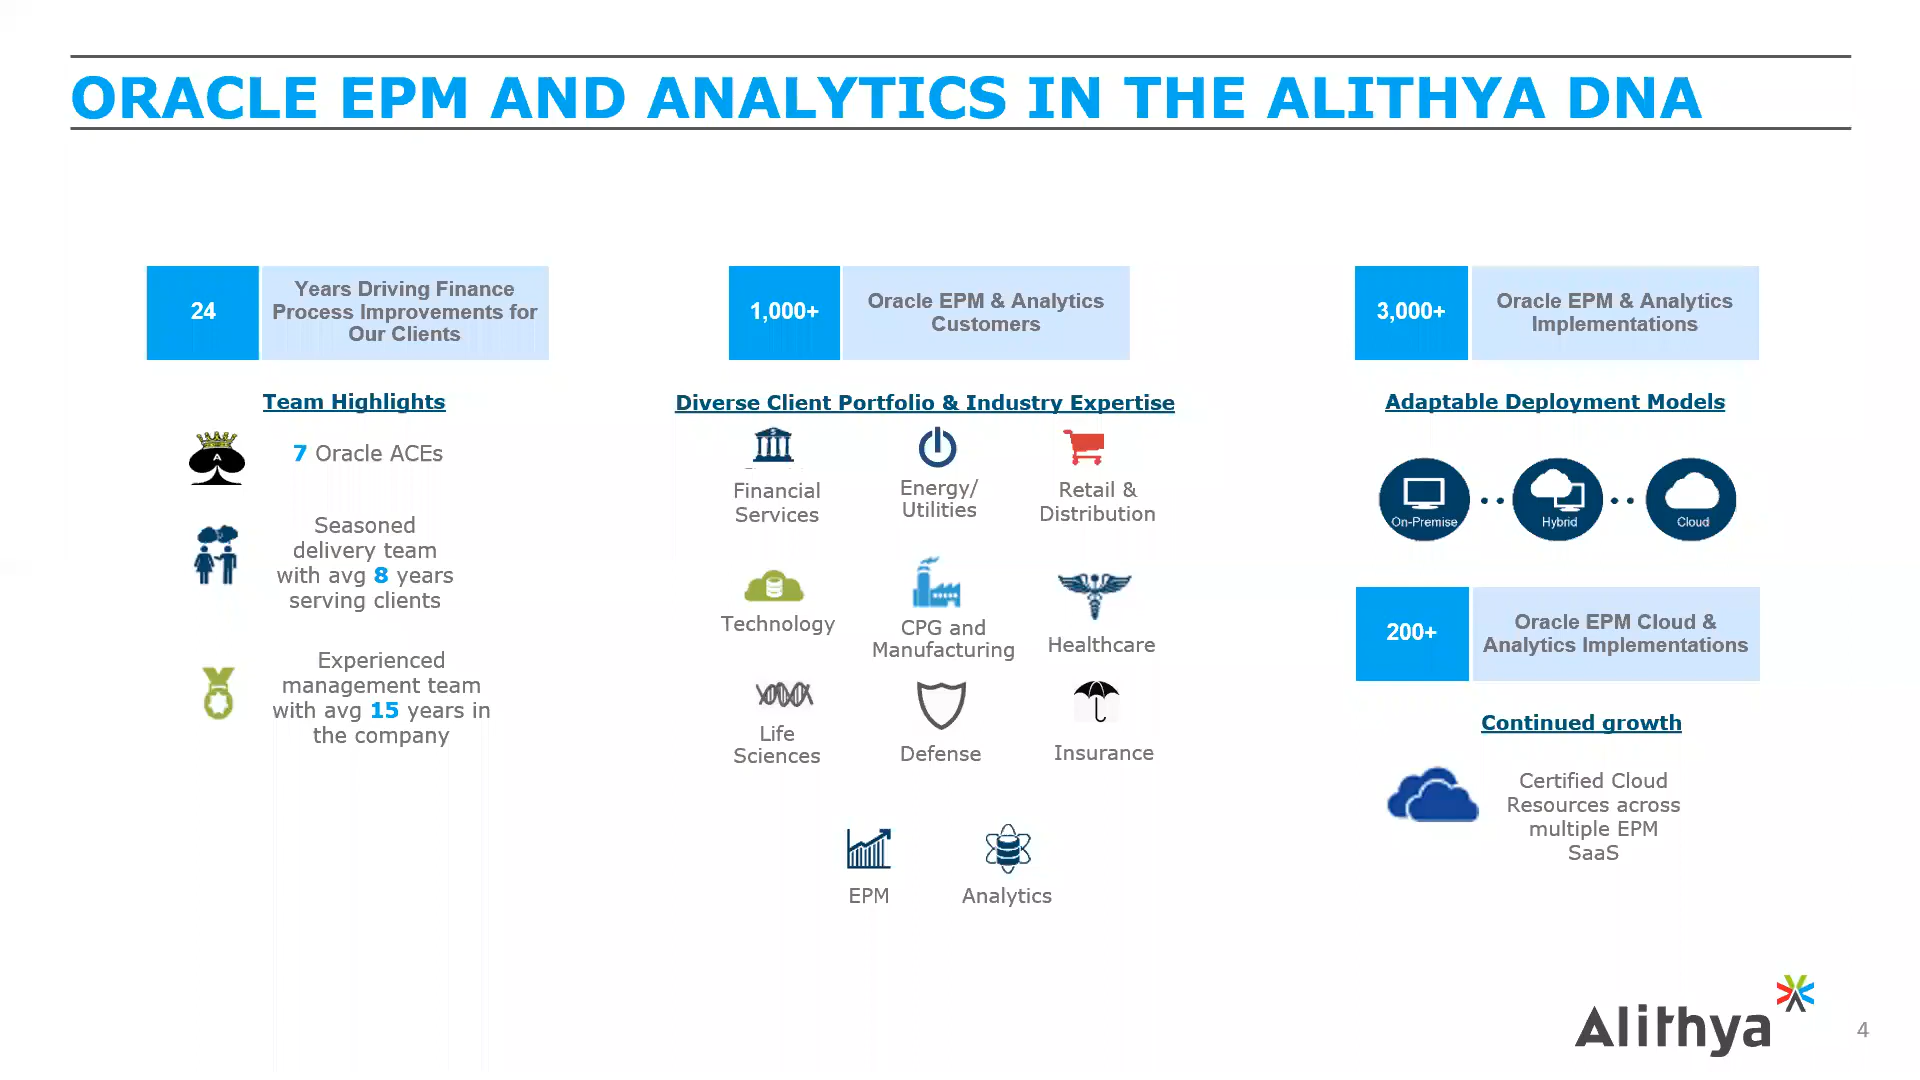 ORACLE EPM AND ANALYTICS IN THE ALITHYA DNA
24
Years Driving Finance
Process Improvements for
Our Clients
Team Highlights
A
7 Oracle ACEs
Seasoned
delivery team
with avg 8 years
serving clients
Experienced
management team
with avg 15 years in
the company
1,000+
Oracle EPM & Analytics
Customers
Diverse Client Portfolio & Industry Expertise
Financial
Services
Energy/
Utilities
Retail &
Distribution
Technology
CPG and
Manufacturing
Healthcare
Life
Sciences
Defense
Insurance
EPM
Analytics
3,000+
Oracle EPM & Analytics
Implementations
Adaptable Deployment Models
On-Premise
Hybrid
Cloud
200+
Oracle EPM Cloud &
Analytics Implementations
Continued growth
Certified Cloud
Resources across
multiple EPM
SaaS
Alithya
4